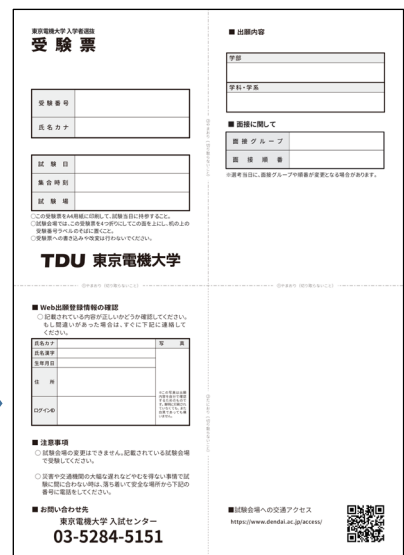 東京電機大学 入学者選抜
受験票
受験番号
氏名カナ
試験日
集合時刻
試験場
○この受験票をA4用紙に印刷して、試験当日に持参すること。
○試験会場では、この受験票を4つ折りにしてこの面を上にし、机の上の
受験番号ラベルのそばに置くこと。
○受験票への書き込みや改変は行わないでください。
TDU 東京電機大学
■ 出願内容
学部
学科・学系
■ 面接に関して
面接グループ
面接順番
※選考当日に、面接グループや順番が変更となる場合があります。
■ Web出願登録情報の確認
○ 記載されている内容が正しいかどうか確認してください。
もし間違いがあった場合は、すぐに下記に連絡して
ください。
氏名カナ
写真
氏名漢字
生年月日
住所
ログインID
■ 注意事項
○ 試験会場の変更はできません。記載されている試験場
で受験してください。
○ 災害や交通機関の大幅な遅れなどやむを得ない事情で試
験に間に合わない時は、落ち着いて安全な場所から下記の
番号に電話をしてください。
■ お問い合わせ先
東京電機大学 入試センター
03-5284-5151
■試験会場への交通アクセス
https://www.dendai.ac.jp/access/